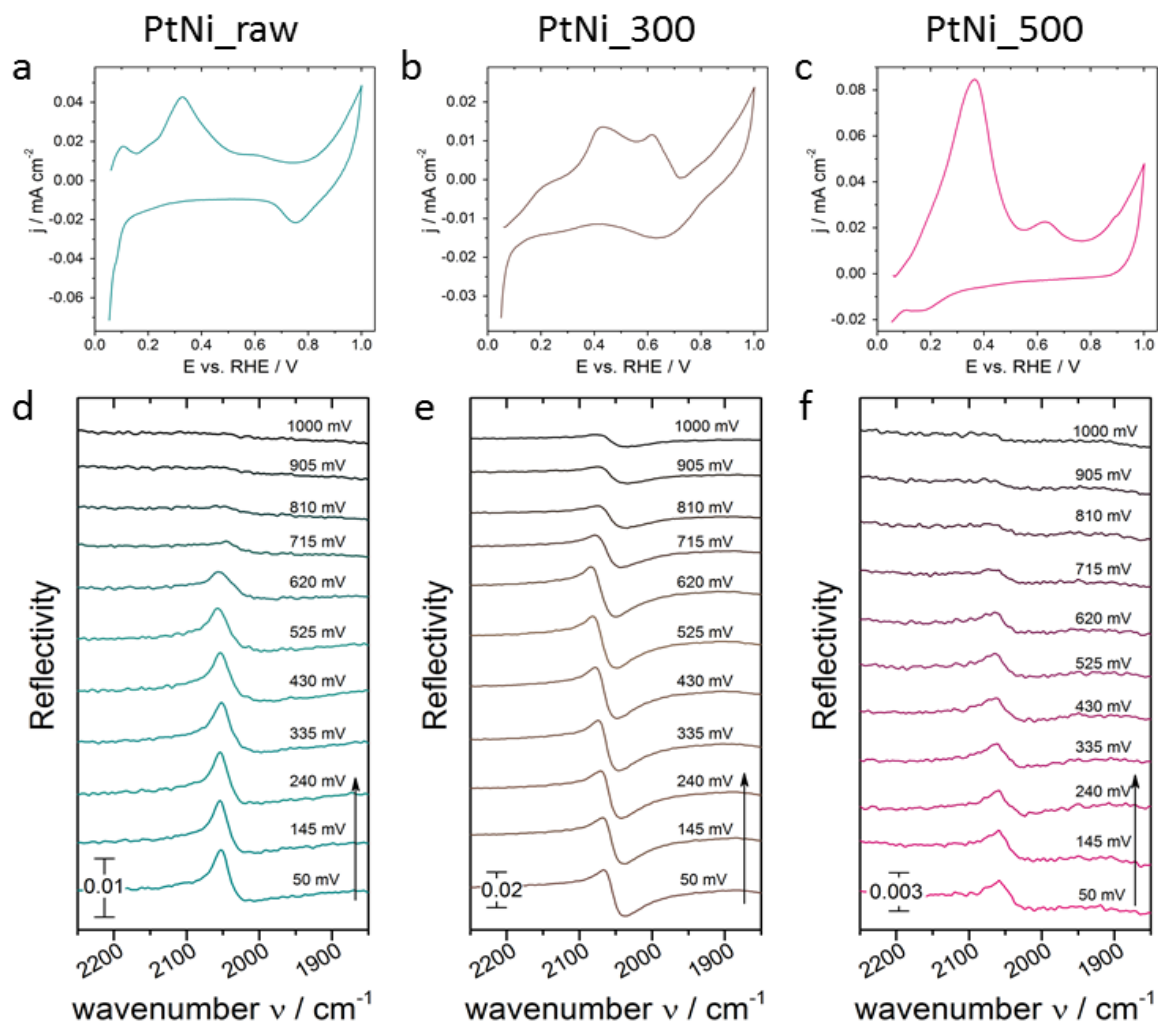 PtNi_raw
PtNi_300
PtNi_500
a
b
c
0.04
0.02
0.00
-0.02
-0.04
-0.06
j / mA cm⁻²
0.0 0.2 0.4 0.6 0.8 1.0
E vs. RHE / V
0.02
0.01
0.00
-0.01
-0.02
-0.03
j / mA cm⁻²
0.0 0.2 0.4 0.6 0.8 1.0
E vs. RHE / V
0.08
0.06
0.04
0.02
0.00
-0.02
j / mA cm⁻²
0.0 0.2 0.4 0.6 0.8 1.0
E vs. RHE / V
d
1000 mV
905 mV
810 mV
715 mV
620 mV
525 mV
430 mV
335 mV
240 mV
145 mV
50 mV
0.01
Reflectivity
2200 2100 2000 1900
wavenumber ν / cm⁻¹
e
1000 mV
905 mV
810 mV
715 mV
620 mV
525 mV
430 mV
335 mV
240 mV
145 mV
50 mV
0.02
Reflectivity
2200 2100 2000 1900
wavenumber ν / cm⁻¹
f
1000 mV
905 mV
810 mV
715 mV
620 mV
525 mV
430 mV
335 mV
240 mV
145 mV
50 mV
0.003
Reflectivity
2200 2100 2000 1900
wavenumber ν / cm⁻¹